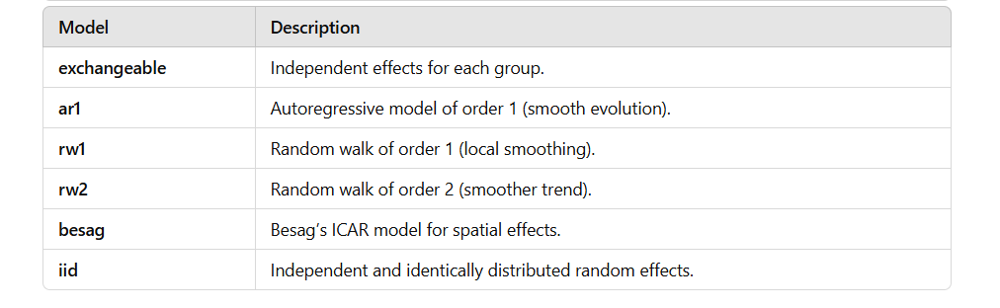 Model Description
exchangeable Independent effects for each group.
ar1 Autoregressive model of order 1 (smooth evolution).
rw1 Random walk of order 1 (local smoothing).
rw2 Random walk of order 2 (smoother trend).
besag Besag’s ICAR model for spatial effects.
iid Independent and identically distributed random effects.